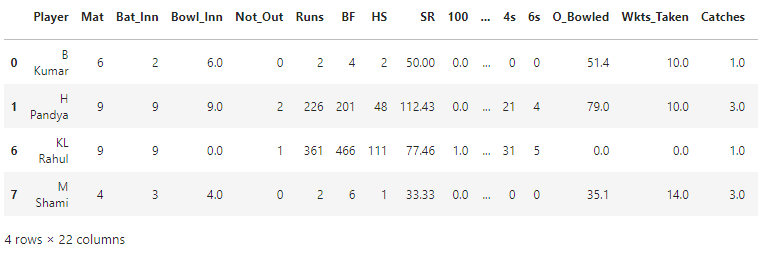 Player Mat Bat_Inn Bowl_Inn Not_Out Runs BF HS SR 100 ... 4s 6s O_Bowled Wkts_Taken Catches
0 B Kumar 6 2 6.0 0 2 4 2 50.00 0.0 ... 0 0 51.4 10.0 1.0
1 H Pandya 9 9 9.0 2 226 201 48 112.43 0.0 ... 21 4 79.0 10.0 3.0
6 KL Rahul 9 9 0.0 1 361 466 111 77.46 1.0 ... 31 5 0.0 0.0 1.0
7 M Shami 4 3 4.0 0 2 6 1 33.33 0.0 ... 0 0 35.1 14.0 3.0
4 rows × 22 columns